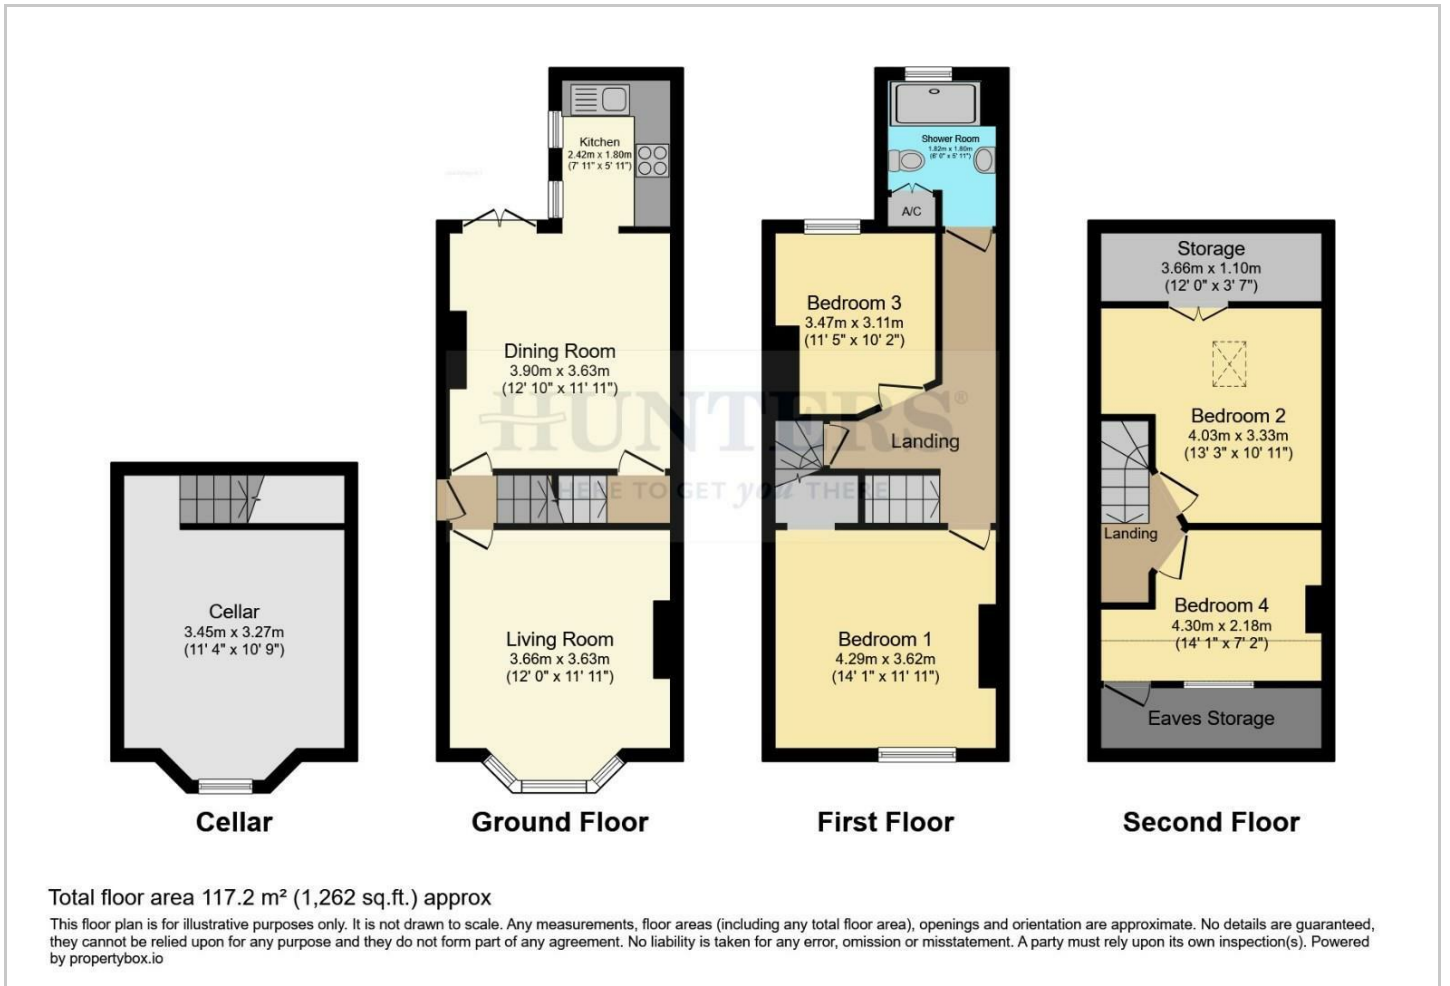 Kitchen
2.42m x 1.80m
(7' 11" x 5' 11")
Shower Room
1.82m x 1.80m
(6' 0" x 5' 11")
A/C
Storage
3.66m x 1.10m
(12' 0" x 3' 7")
Bedroom 3
3.47m x 3.11m
(11' 5" x 10' 2")
Dining Room
3.90m x 3.63m
(12' 10" x 11' 11")
HUNTERS®
HERE TO GET you THERE
Landing
Bedroom 2
4.03m x 3.33m
(13' 3" x 10' 11")
Landing
Cellar
3.45m x 3.27m
(11' 4" x 10' 9")
Living Room
3.66m x 3.63m
(12' 0" x 11' 11")
Bedroom 1
4.29m x 3.62m
(14' 1" x 11' 11")
Bedroom 4
4.30m x 2.18m
(14' 1" x 7' 2")
Eaves Storage
Cellar
Ground Floor
First Floor
Second Floor
Total floor area 117.2 m² (1,262 sq.ft.) approx
This floor plan is for illustrative purposes only. It is not drawn to scale. Any measurements, floor areas (including any total floor area), openings and orientation are approximate. No details are guaranteed,
they cannot be relied upon for any purpose and they do not form part of any agreement. No liability is taken for any error, omission or misstatement. A party must rely upon its own inspection(s). Powered
by propertybox.io